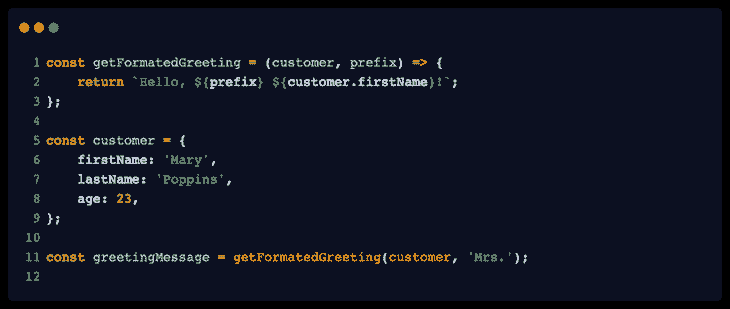 1 const getFormatedGreeting = (customer, prefix) => {
2     return `Hello, ${prefix} ${customer.firstName}!`;
3 };
4
5 const customer = {
6     firstName: 'Mary',
7     lastName: 'Poppins',
8     age: 23,
9 };
10
11 const greetingMessage = getFormatedGreeting(customer, 'Mrs.');
12